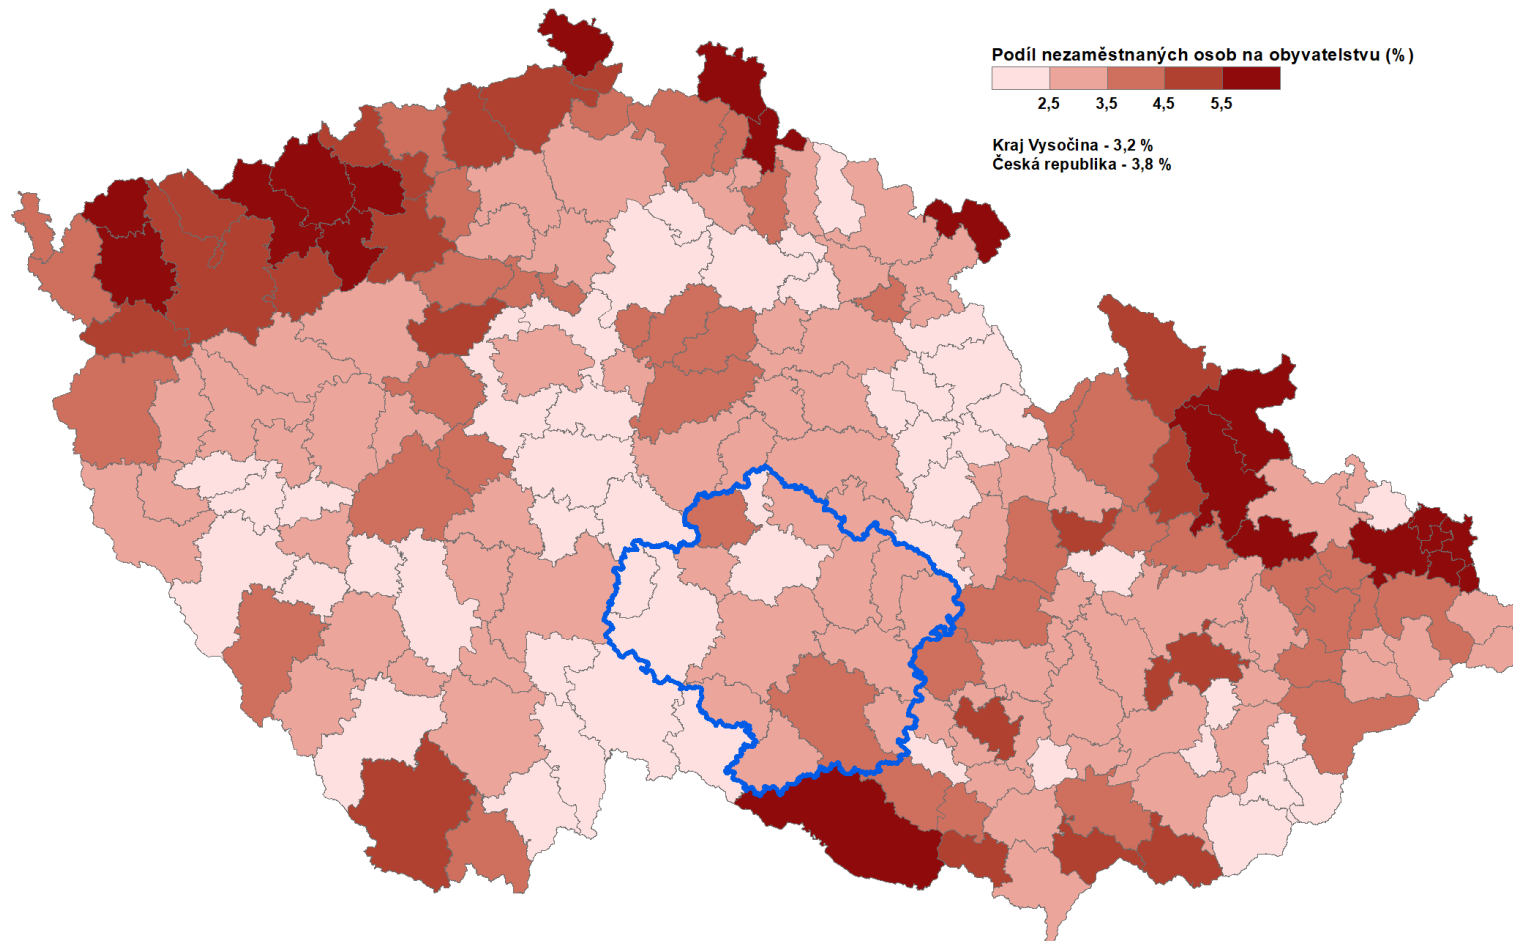 Podíl nezaměstnaných osob na obyvatelstvu (%)
2,5 3,5 4,5 5,5
Kraj Vysočina - 3,2 %
Česká republika - 3,8 %